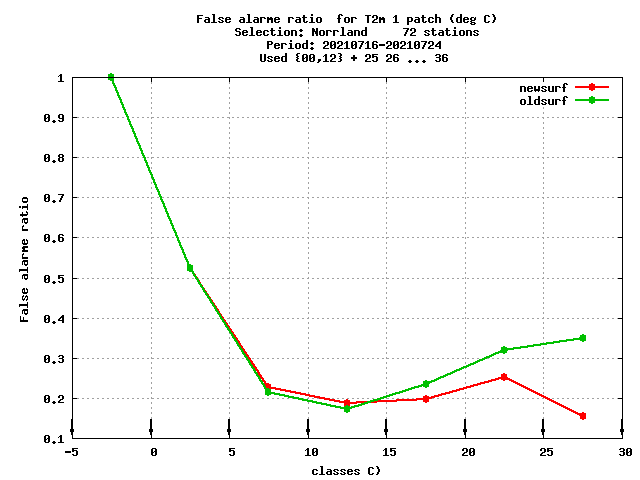 False alarme ratio  for T2m 1 patch (deg C)
Selection: Norrland     72 stations
Period: 20210716-20210724
Used {00,12} + 25 26 ... 36
newsurf
oldsurf
1
0.9
0.8
0.7
0.6
0.5
0.4
0.3
0.2
0.1
False alarme ratio
-5 0 5 10 15 20 25 30
classes C)